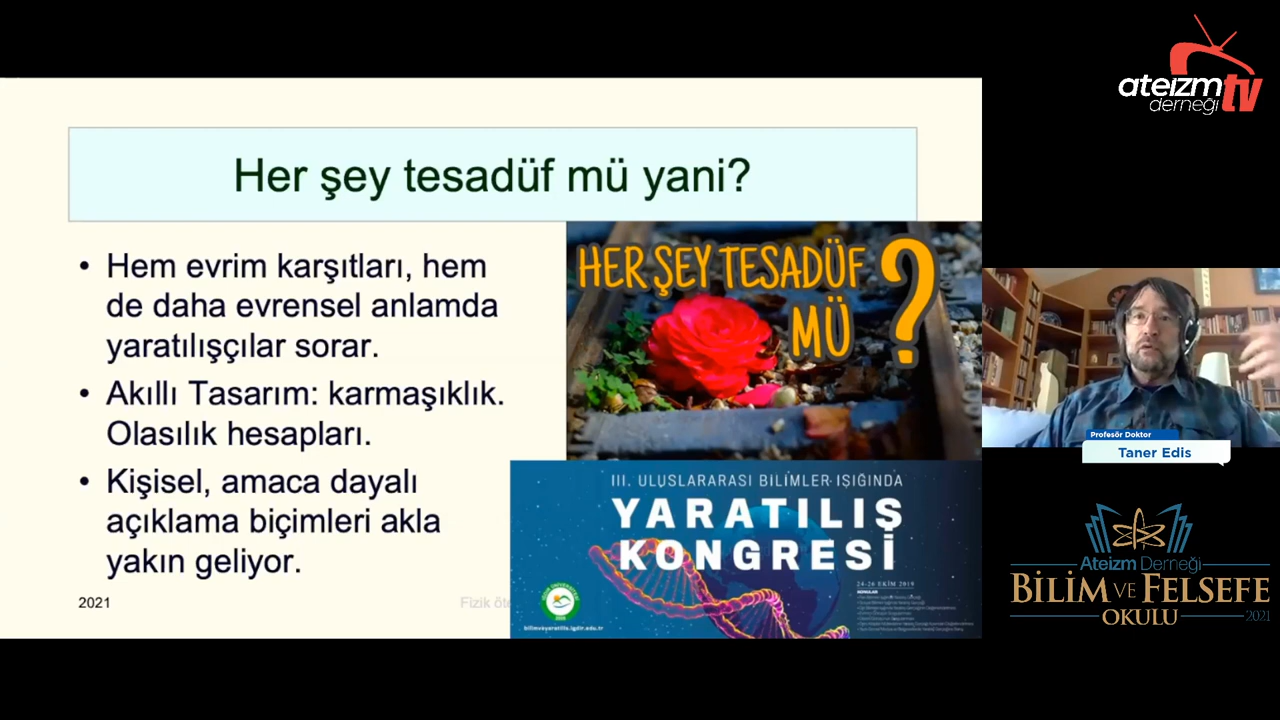 ateizm
derneği
tv
Her şey tesadüf mü yani?
• Hem evrim karşıtları, hem
de daha evrensel anlamda
yaratılışçılar sorar.
• Akıllı Tasarım: karmaşıklık.
Olasılık hesapları.
• Kişisel, amaca dayalı
açıklama biçimleri akla
yakın geliyor.
2021
Fizik öte
HER ŞEY TESADÜF
MÜ ?
III. ULUSLARARASI BİLİMLER IŞIĞINDA
YARATILIŞ
KONGRESİ
24-26 EKİM 2019
bilimveyaratilis.igdir.edu.tr
Profesör Doktor
Taner Edis
Ateizm Derneği
BİLİM VE FELSEFE
OKULU 2021